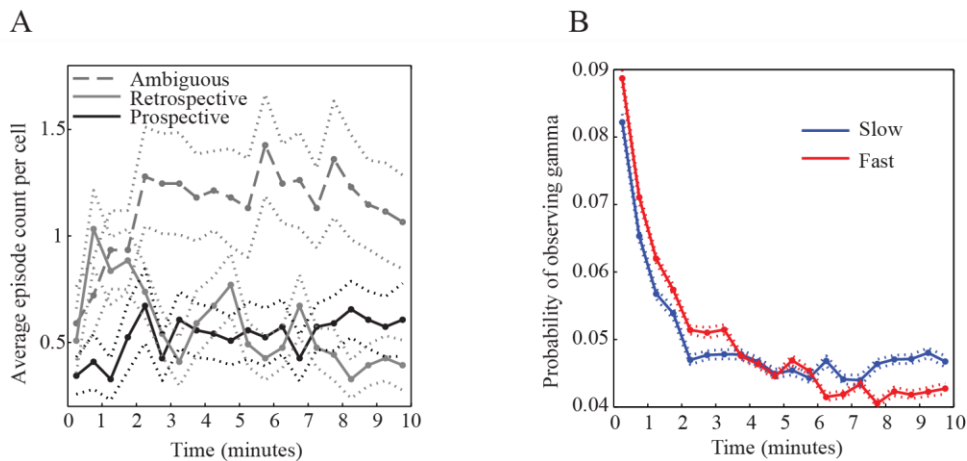 A
Average episode count per cell
1.5
1
0.5
Ambiguous
Retrospective
Prospective
0 1 2 3 4 5 6 7 8 9 10
Time (minutes)
B
Probability of observing gamma
0.09
0.08
0.06
0.05
0.04
Slow
Fast
0 1 2 3 4 5 6 7 8 9 10
Time (minutes)